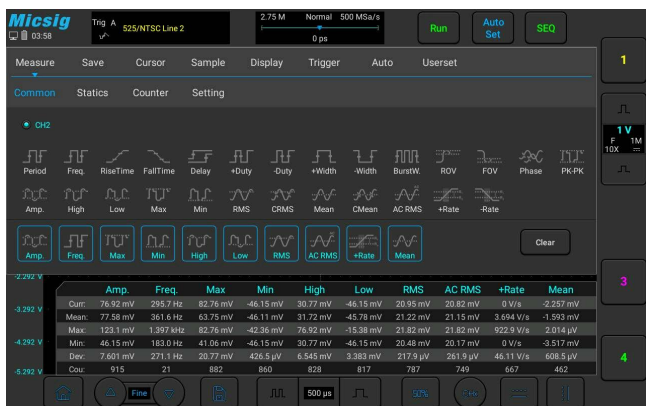 Micsig
03:58
Trig A
525/NTSC Line 2
2.75 M Normal 500 MSa/s
0 ps
Run
Auto Set
SEQ
Measure Save Cursor Sample Display Trigger Auto Userset
Common Statics Counter Setting
CH2
Period Freq. RiseTime FallTime Delay +Duty -Duty +Width -Width BurstW. ROV FOV Phase PK-PK
Amp. High Low Max Min RMS CRMS Mean CMean AC RMS +Rate -Rate
Amp. Freq. Max Min High Low RMS AC RMS +Rate Mean
Clear
1
1 V
F 1M
10X
3
4
-2.292 V
-3.292 V
-4.292 V
-5.292 V
Amp. Freq. Max Min High Low RMS AC RMS +Rate Mean
Curr: 76.92 mV 295.7 Hz 82.76 mV -46.15 mV 30.77 mV -46.15 mV 20.95 mV 20.82 mV 0 V/s -2.257 mV
Mean: 77.58 mV 361.6 Hz 63.75 mV -46.11 mV 31.72 mV -45.78 mV 21.22 mV 21.15 mV 3.694 V/s -1.593 mV
Max: 123.1 mV 1.397 kHz 82.76 mV -42.36 mV 76.92 mV -15.38 mV 21.82 mV 21.82 mV 922.9 V/s 2.014 µV
Min: 46.15 mV 183.0 Hz 41.06 mV -46.15 mV 30.77 mV -46.15 mV 20.48 mV 20.17 mV 0 V/s -3.517 mV
Dev: 7.601 mV 271.1 Hz 20.77 mV 426.5 µV 6.545 mV 3.383 mV 217.9 µV 261.9 µV 46.11 V/s 608.5 µV
Cou: 915 21 882 860 828 817 787 749 667 462
Fine
500 µs
50%